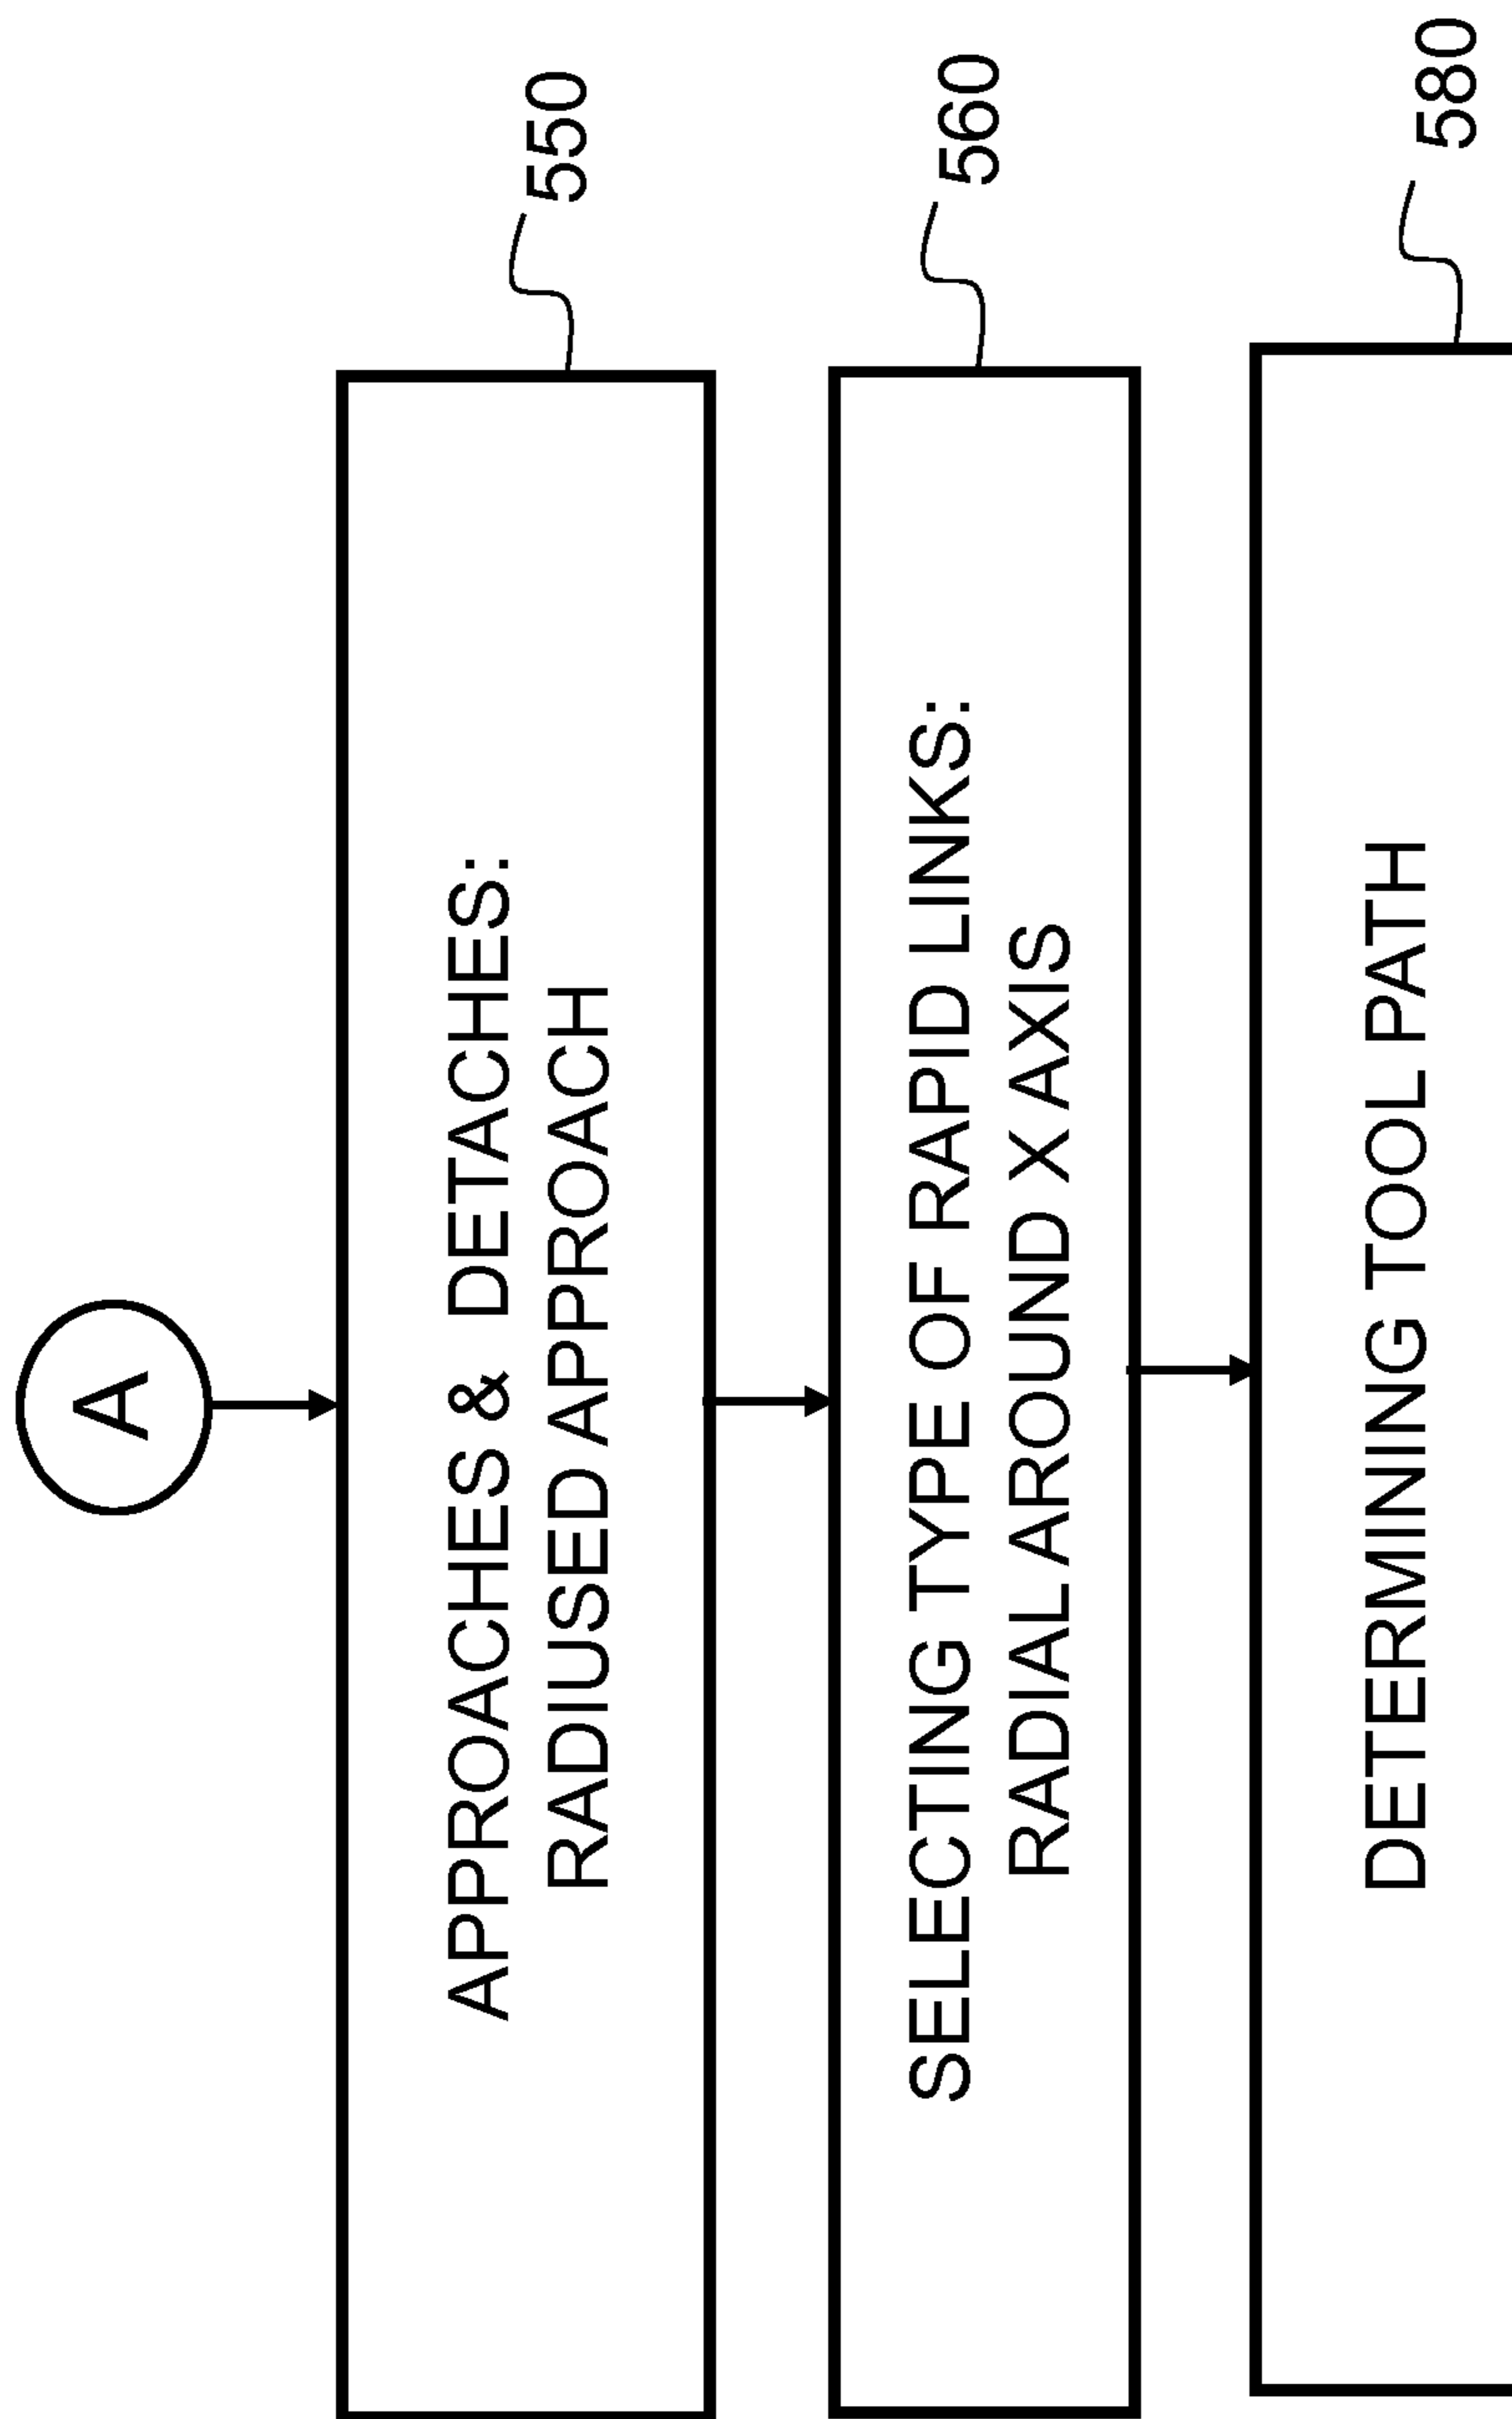 A
APPROACHES & DETACHES:
RADIUSED APPROACH
550
SELECTING TYPE OF RAPID LINKS:
RADIAL AROUND X AXIS
560
DETERMINING TOOL PATH
580